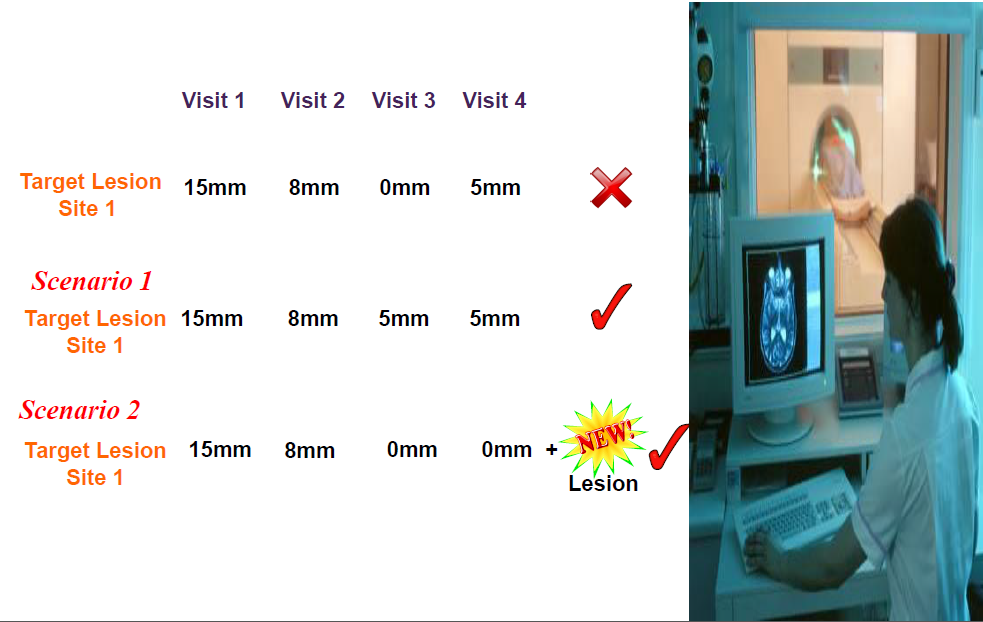 Visit 1 Visit 2 Visit 3 Visit 4
Target Lesion
Site 1
15mm 8mm 0mm 5mm
Scenario 1
Target Lesion
Site 1
15mm 8mm 5mm 5mm
Scenario 2
Target Lesion
Site 1
15mm 8mm 0mm 0mm +
NEW!
Lesion